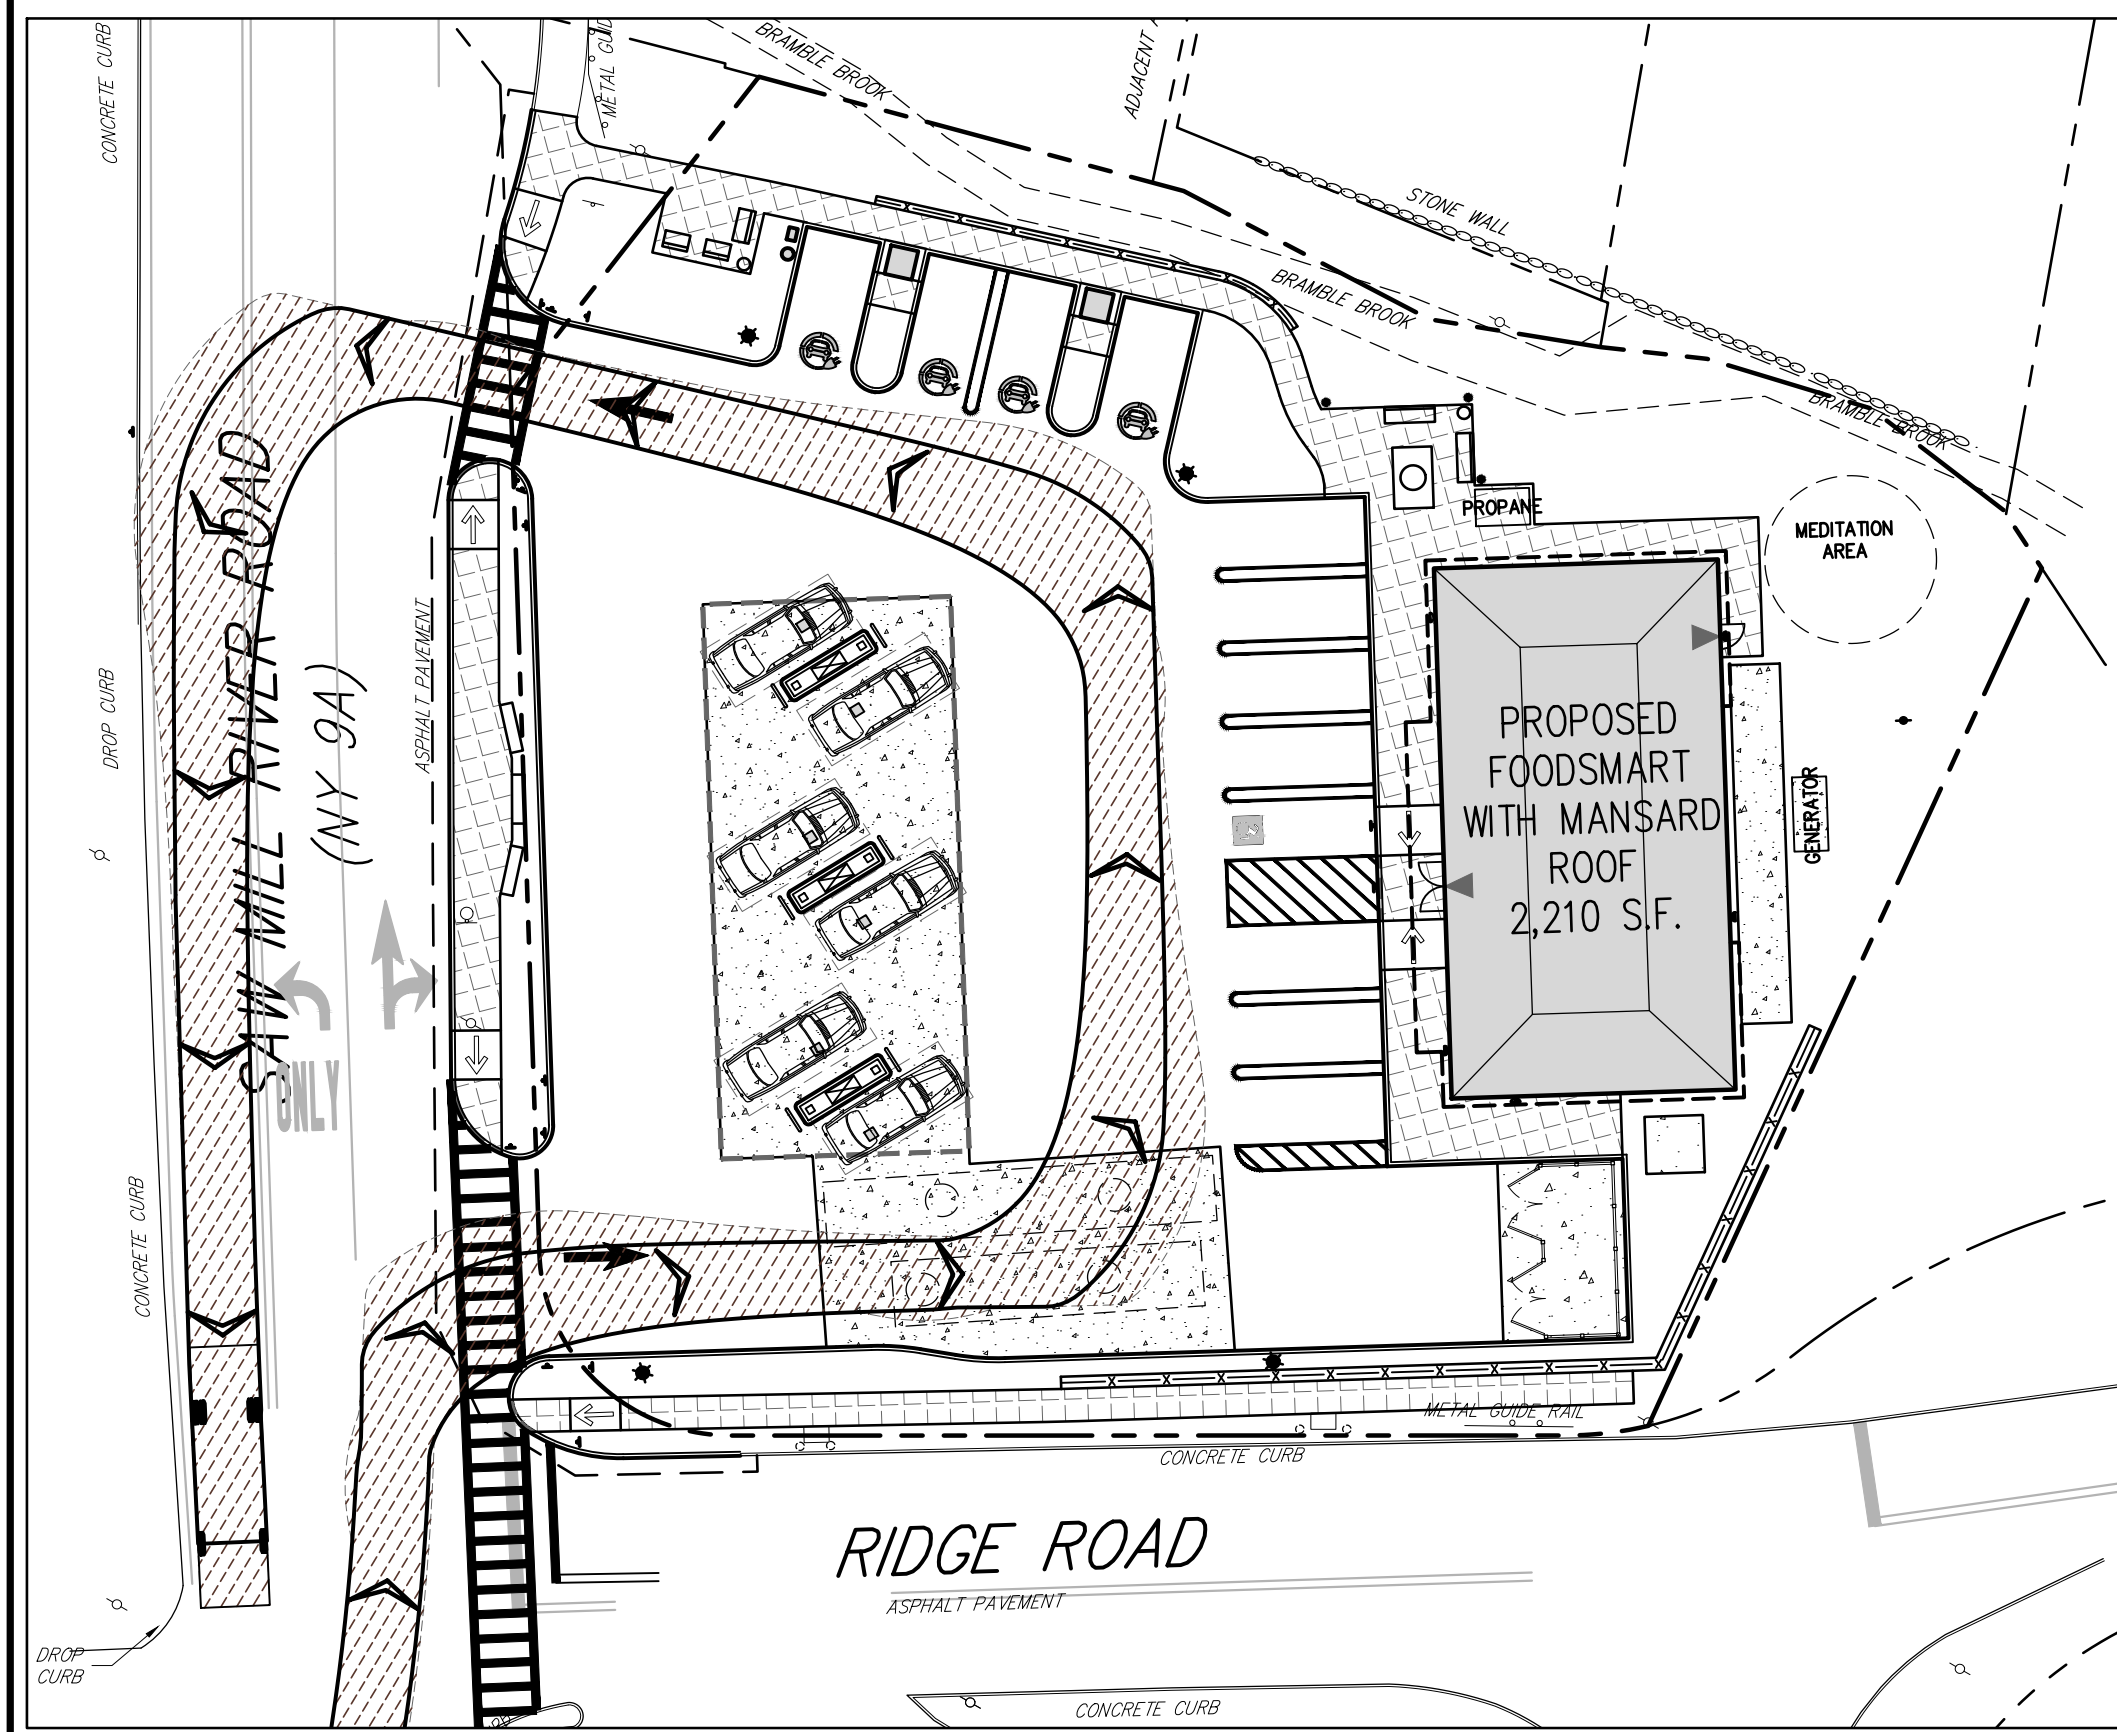 CONCRETE CURB
METAL GUID
BRAMBLE BROOK
ADJACENT
STONE WALL
BRAMBLE BROOK
BRAMBLE BROOK
PROPANE
MEDITATION
AREA
SAW MILL RIVER ROAD
(NY 9A)
ASPHALT PAVEMENT
DROP CURB
PROPOSED
FOODSMART
WITH MANSARD
ROOF
2,210 S.F.
GENERATOR
ONLY
CONCRETE CURB
METAL GUIDE RAIL
CONCRETE CURB
RIDGE ROAD
ASPHALT PAVEMENT
DROP
CURB
CONCRETE CURB